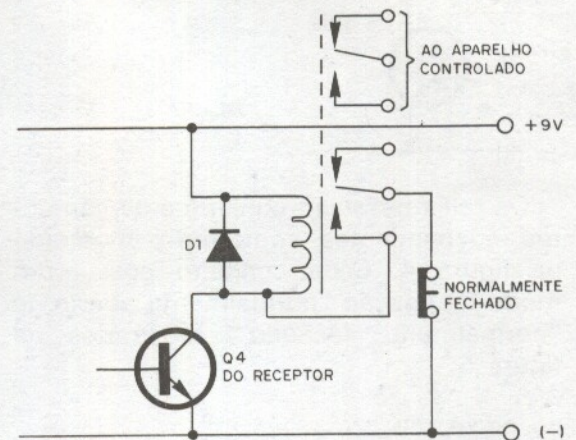 AO APARELHO
CONTROLADO
+9V
D1
NORMALMENTE
FECHADO
Q4
DO RECEPTOR
(-)